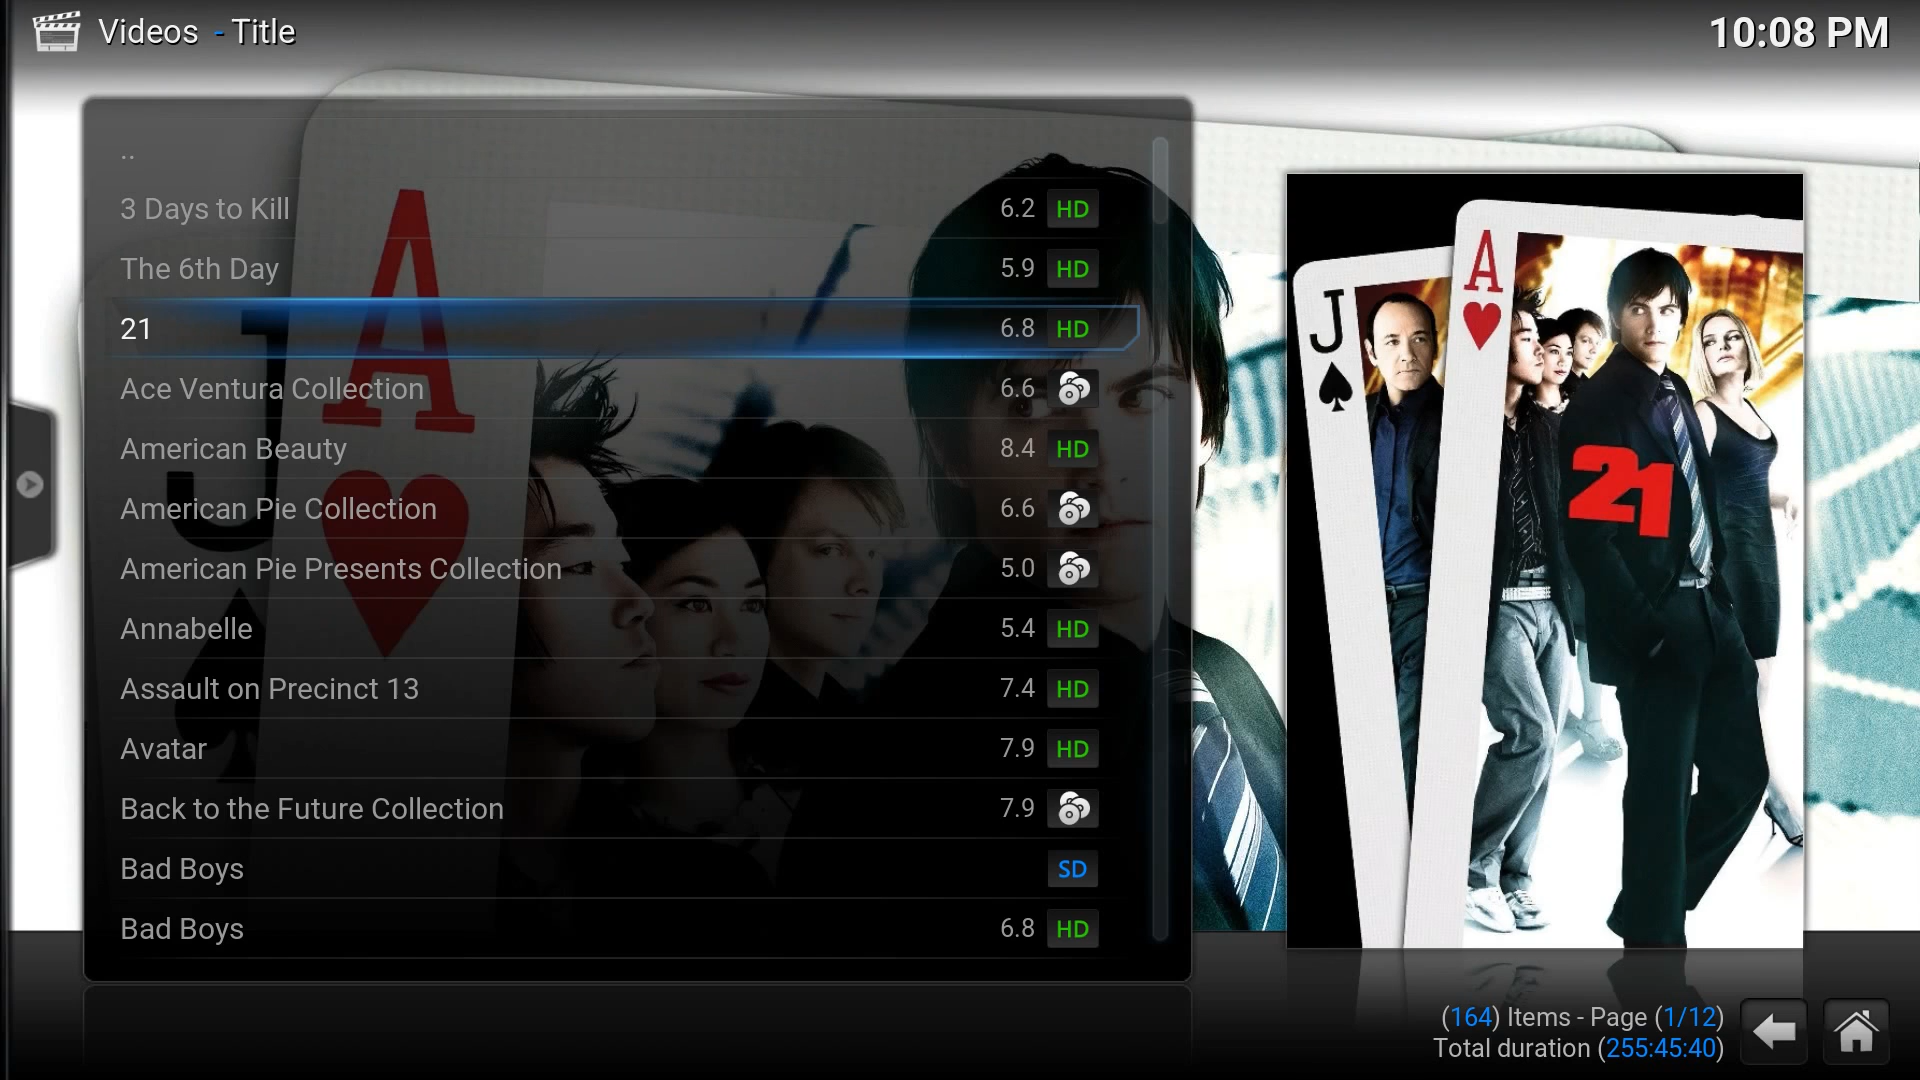 Videos - Title
10:08 PM
..
3 Days to Kill 6.2 HD
The 6th Day 5.9 HD
21 6.8 HD
Ace Ventura Collection 6.6
American Beauty 8.4 HD
American Pie Collection 6.6
American Pie Presents Collection 5.0
Annabelle 5.4 HD
Assault on Precinct 13 7.4 HD
Avatar 7.9 HD
Back to the Future Collection 7.9
Bad Boys SD
Bad Boys 6.8 HD
A
J
J
A
21
(164) Items - Page (1/12)
Total duration (255:45:40)